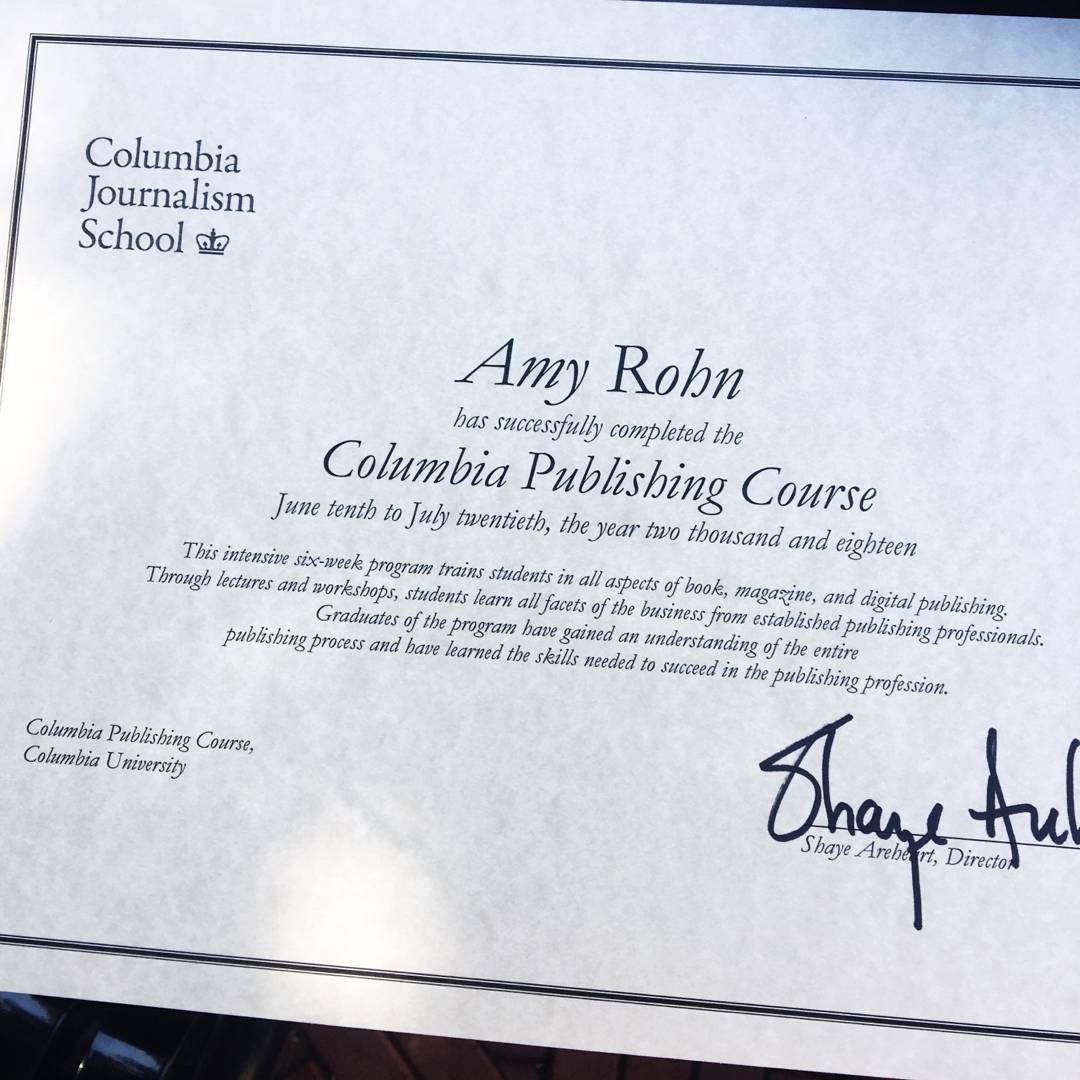 Columbia
Journalism
School
Amy Rohn
has successfully completed the
Columbia Publishing Course
June tenth to July twentieth, the year two thousand and eighteen
This intensive six-week program trains students in all aspects of book, magazine, and digital publishing.
Through lectures and workshops, students learn all facets of the business from established publishing professionals.
Graduates of the program have gained an understanding of the entire
publishing process and have learned the skills needed to succeed in the publishing profession.
Columbia Publishing Course,
Columbia University
Shaye
Shaye Areheart, Director